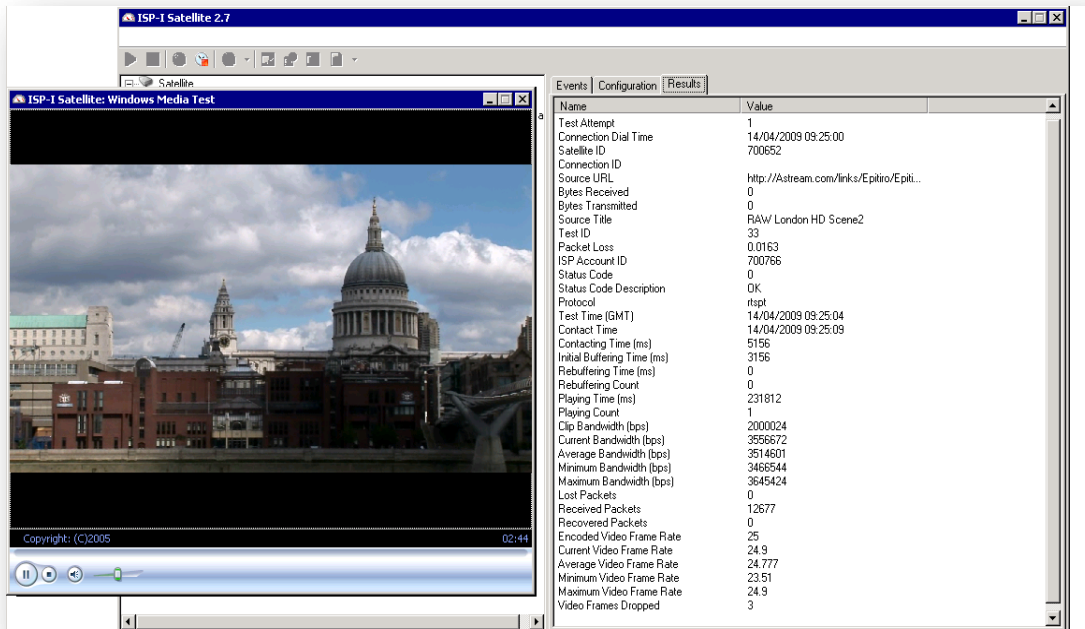 ISP-I Satellite 2.7
Satellite
ISP-I Satellite: Windows Media Test
Copyright: (C)2005
02:44
Events Configuration Results
Name Value
Test Attempt 1
Connection Dial Time 14/04/2009 09:25:00
Satellite ID 700652
Connection ID
Source URL http://Astream.com/links/Epitiro/Epiti...
Bytes Received 0
Bytes Transmitted 0
Source Title RAW London HD Scene2
Test ID 33
Packet Loss 0.0163
ISP Account ID 700766
Status Code 0
Status Code Description OK
Protocol rtspt
Test Time (GMT) 14/04/2009 09:25:04
Contact Time 14/04/2009 09:25:09
Contacting Time (ms) 5156
Initial Buffering Time (ms) 3156
Rebuffering Time (ms) 0
Rebuffering Count 0
Playing Time (ms) 231812
Playing Count 1
Clip Bandwidth (bps) 2000024
Current Bandwidth (bps) 3556672
Average Bandwidth (bps) 3514601
Minimum Bandwidth (bps) 3466544
Maximum Bandwidth (bps) 3645424
Lost Packets 0
Received Packets 12677
Recovered Packets 0
Encoded Video Frame Rate 25
Current Video Frame Rate 24.9
Average Video Frame Rate 24.777
Minimum Video Frame Rate 23.51
Maximum Video Frame Rate 24.9
Video Frames Dropped 3